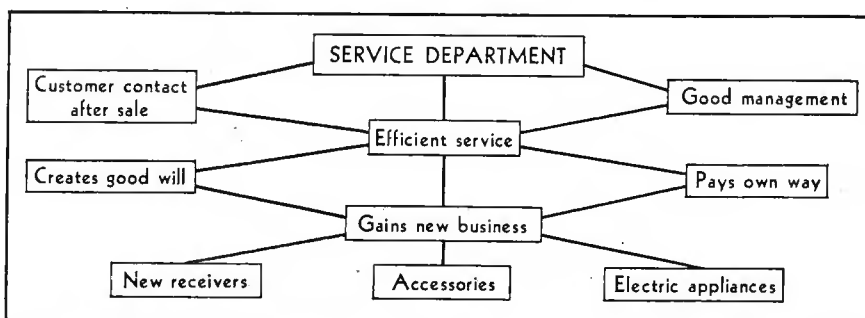 SERVICE DEPARTMENT
Customer contact
after sale
Good management
Efficient service
Creates good will
Pays own way
Gains new business
New receivers
Accessories
Electric appliances